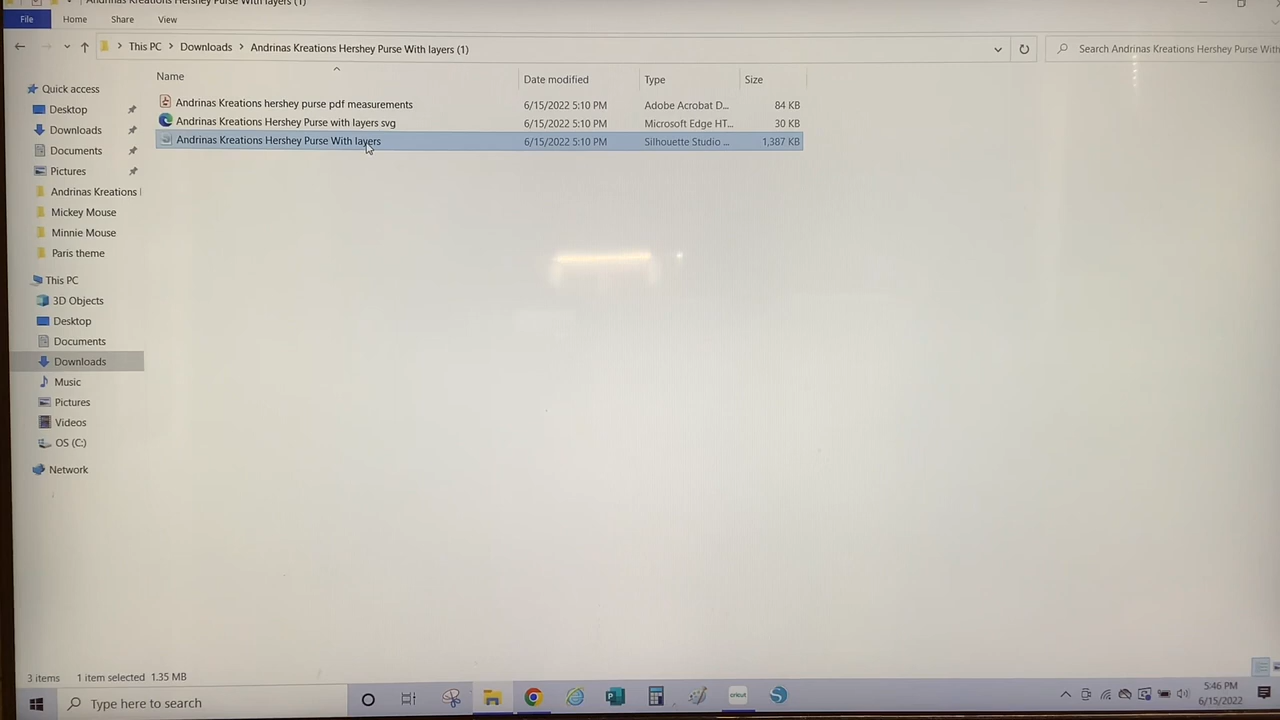 Andrinas Kreations Hershey Purse With layers (1)
File Home Share View
This PC Downloads Andrinas Kreations Hershey Purse With layers (1) Search Andrinas Kreations Hershey Purse With
Name Date modified Type Size
Andrinas Kreations hershey purse pdf measurements 6/15/2022 5:10 PM Adobe Acrobat D... 84 KB
Andrinas Kreations Hershey Purse with layers svg 6/15/2022 5:10 PM Microsoft Edge HT... 30 KB
Andrinas Kreations Hershey Purse With layers 6/15/2022 5:10 PM Silhouette Studio ... 1,387 KB
Quick access
Desktop
Downloads
Documents
Pictures
Andrinas Kreations
Mickey Mouse
Minnie Mouse
Paris theme
This PC
3D Objects
Desktop
Documents
Downloads
Music
Pictures
Videos
OS (C:)
Network
3 items 1 item selected 1.35 MB
Type here to search
cricut
5:46 PM
6/15/2022